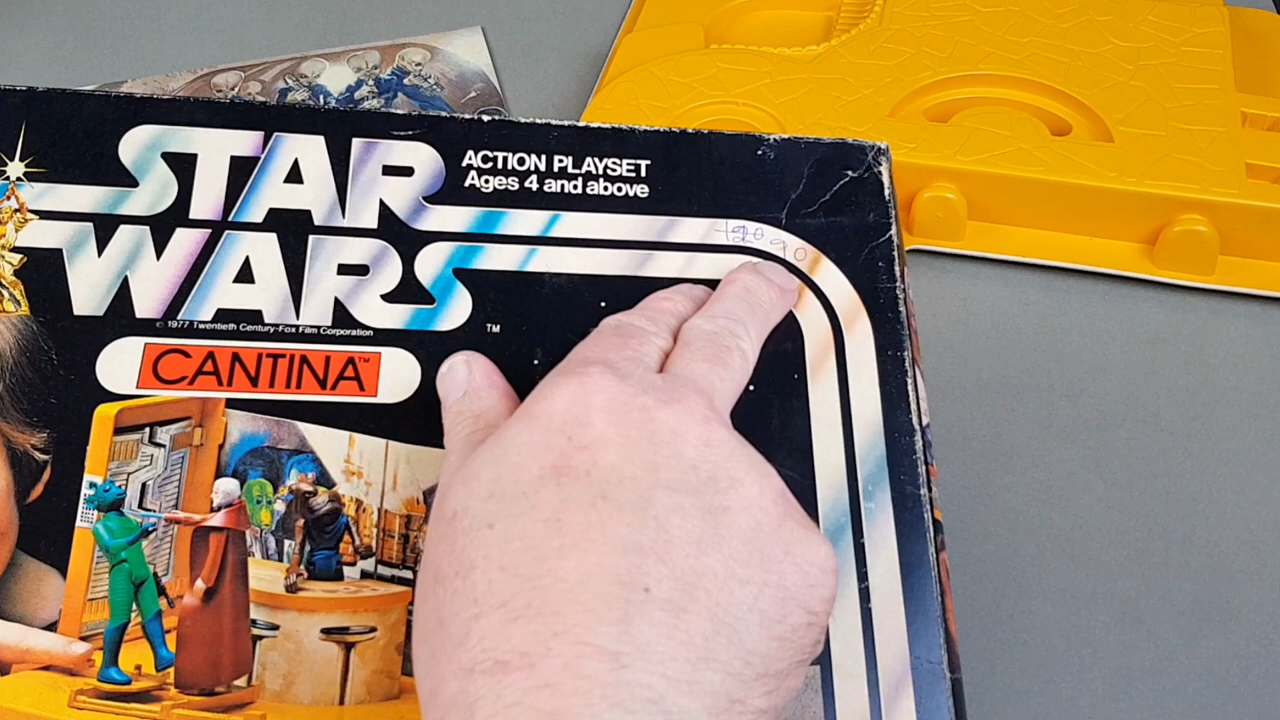 STAR
WARS
TM
ACTION PLAYSET
Ages 4 and above
© 1977 Twentieth Century-Fox Film Corporation
CANTINA™